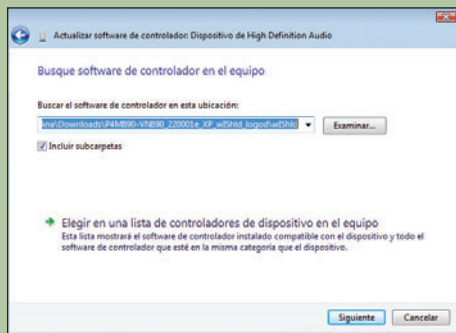 Actualizar software de controlador: Dispositivo de High Definition Audio
Busque software de controlador en el equipo
Buscar el software de controlador en esta ubicación:
kna\Downloads\P4M890-VN890_220001e_XP_wIShld_logod\wIShld
Examinar...
Incluir subcarpetas
Elegir en una lista de controladores de dispositivo en el equipo
Esta lista mostrará el software de controlador instalado compatible con el dispositivo y todo el
software de controlador que esté en la misma categoría que el dispositivo.
Siguiente
Cancelar